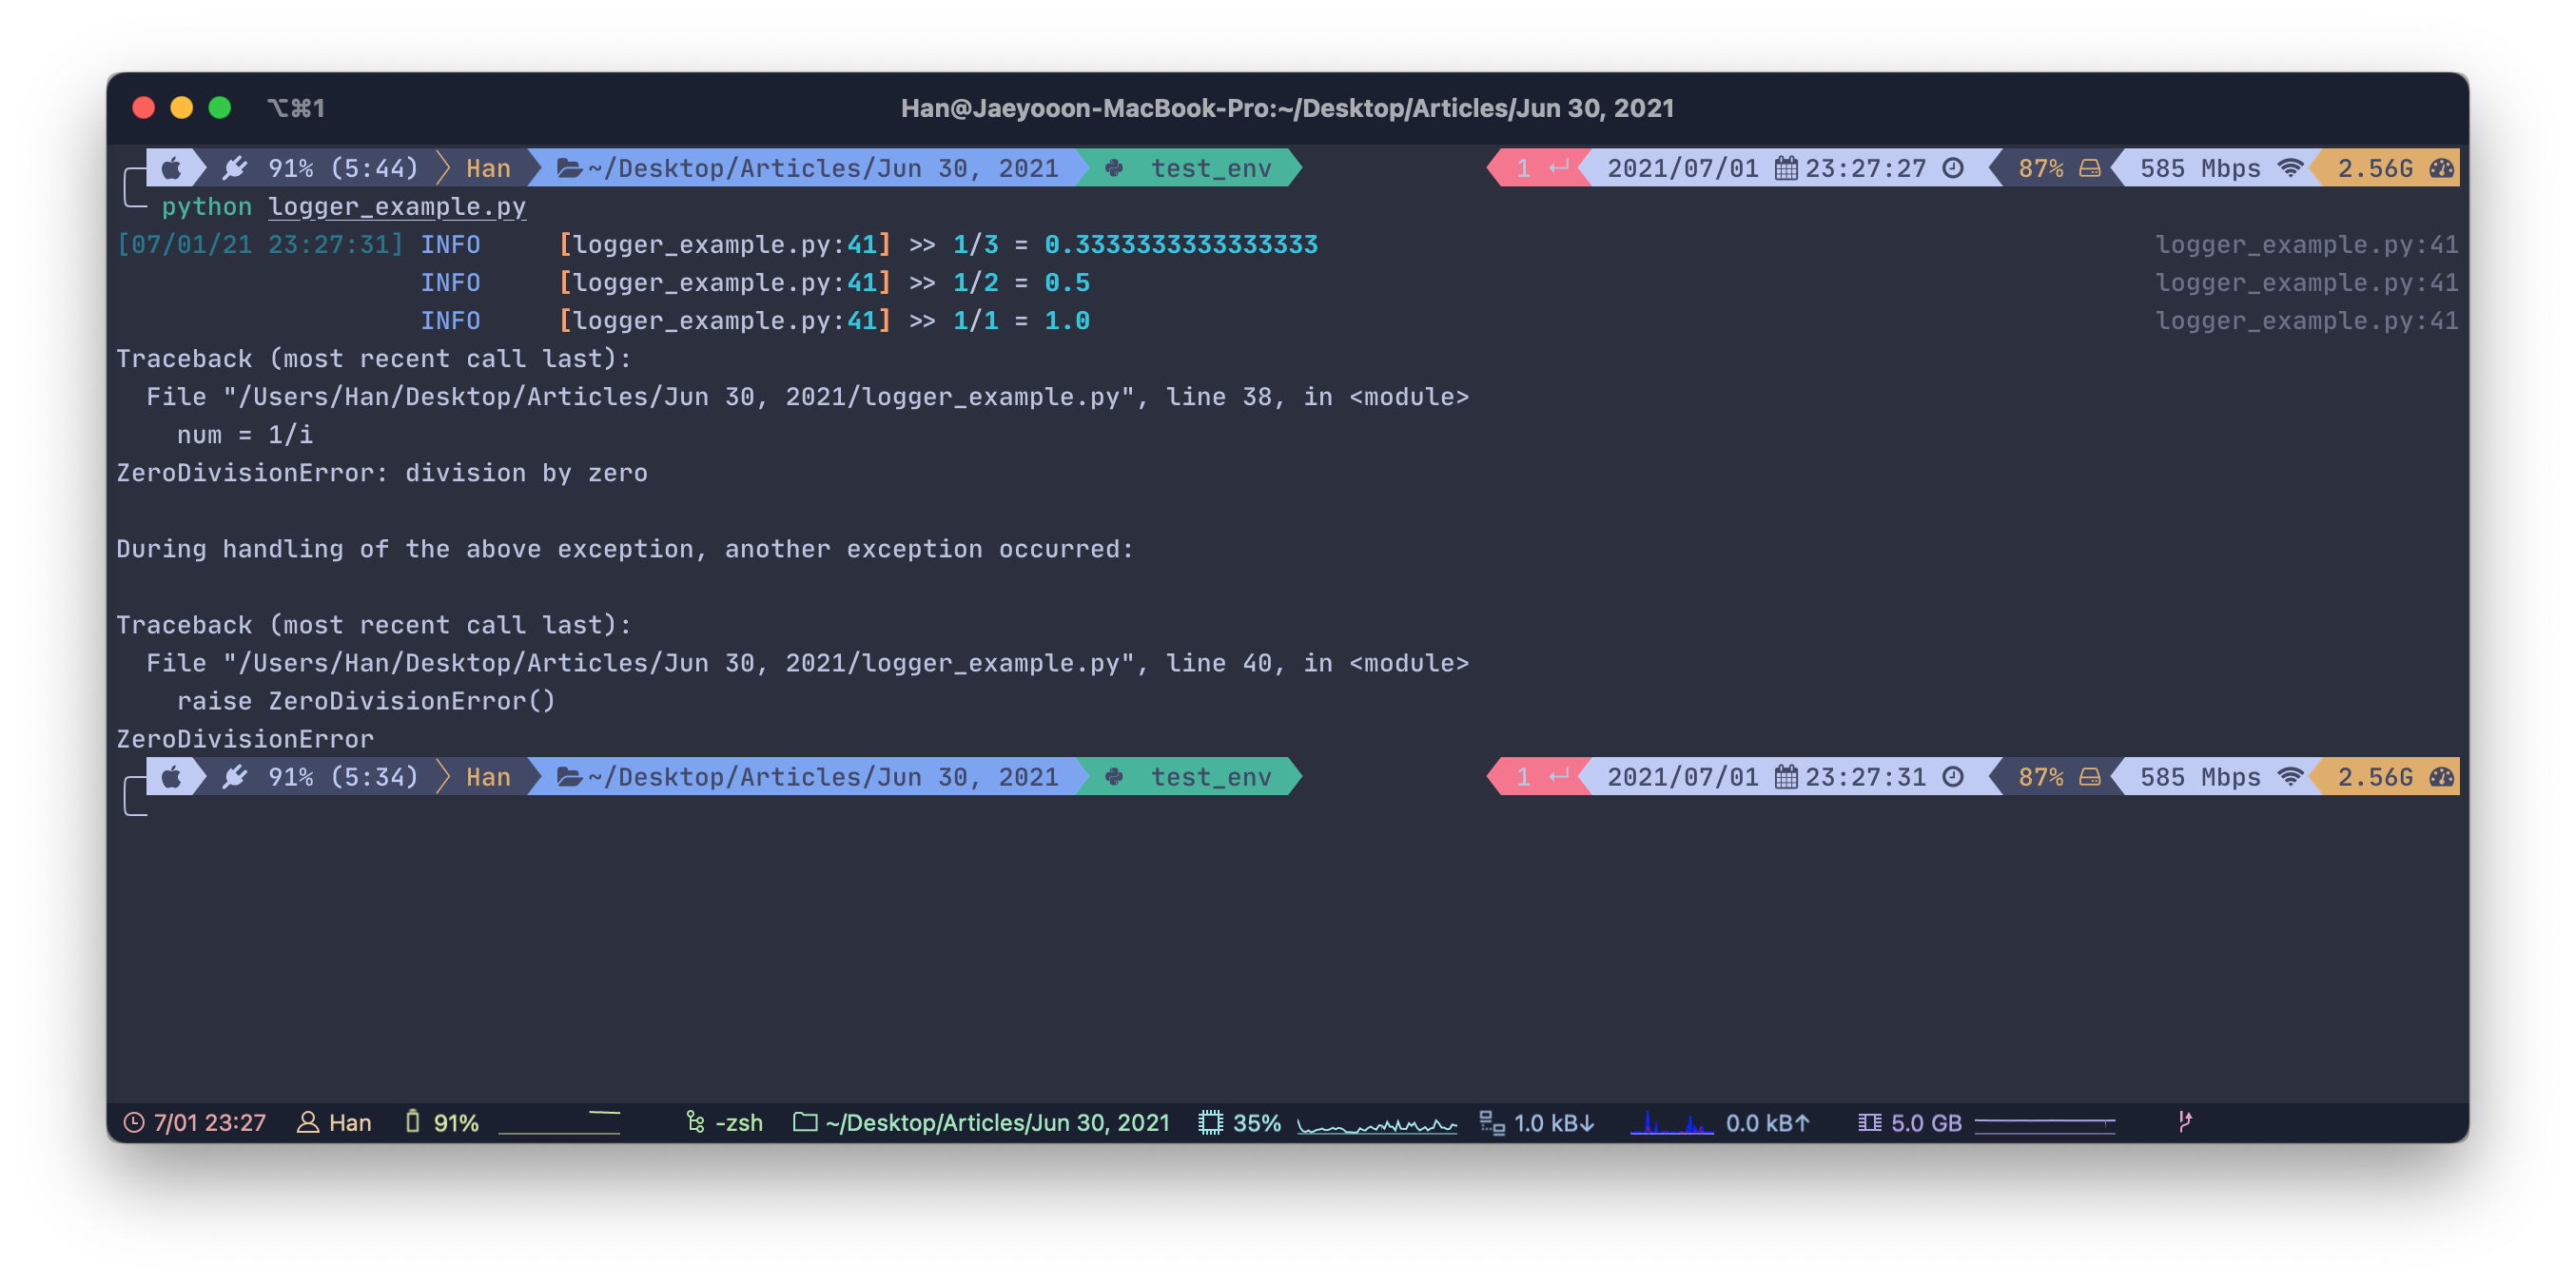 ⌥⌘1 Han@Jaeyooon-MacBook-Pro:~/Desktop/Articles/Jun 30, 2021
91% (5:44) Han ~/Desktop/Articles/Jun 30, 2021 test_env 1 ↵ 2021/07/01 23:27:27 87% 585 Mbps 2.56G
python logger_example.py
[07/01/21 23:27:31] INFO [logger_example.py:41] >> 1/3 = 0.3333333333333333 logger_example.py:41
INFO [logger_example.py:41] >> 1/2 = 0.5 logger_example.py:41
INFO [logger_example.py:41] >> 1/1 = 1.0 logger_example.py:41
Traceback (most recent call last):
File "/Users/Han/Desktop/Articles/Jun 30, 2021/logger_example.py", line 38, in <module>
num = 1/i
ZeroDivisionError: division by zero
During handling of the above exception, another exception occurred:
Traceback (most recent call last):
File "/Users/Han/Desktop/Articles/Jun 30, 2021/logger_example.py", line 40, in <module>
raise ZeroDivisionError()
ZeroDivisionError
91% (5:34) Han ~/Desktop/Articles/Jun 30, 2021 test_env 1 ↵ 2021/07/01 23:27:31 87% 585 Mbps 2.56G
7/01 23:27 Han 91% -zsh ~/Desktop/Articles/Jun 30, 2021 35% 1.0 kB↓ 0.0 kB↑ 5.0 GB